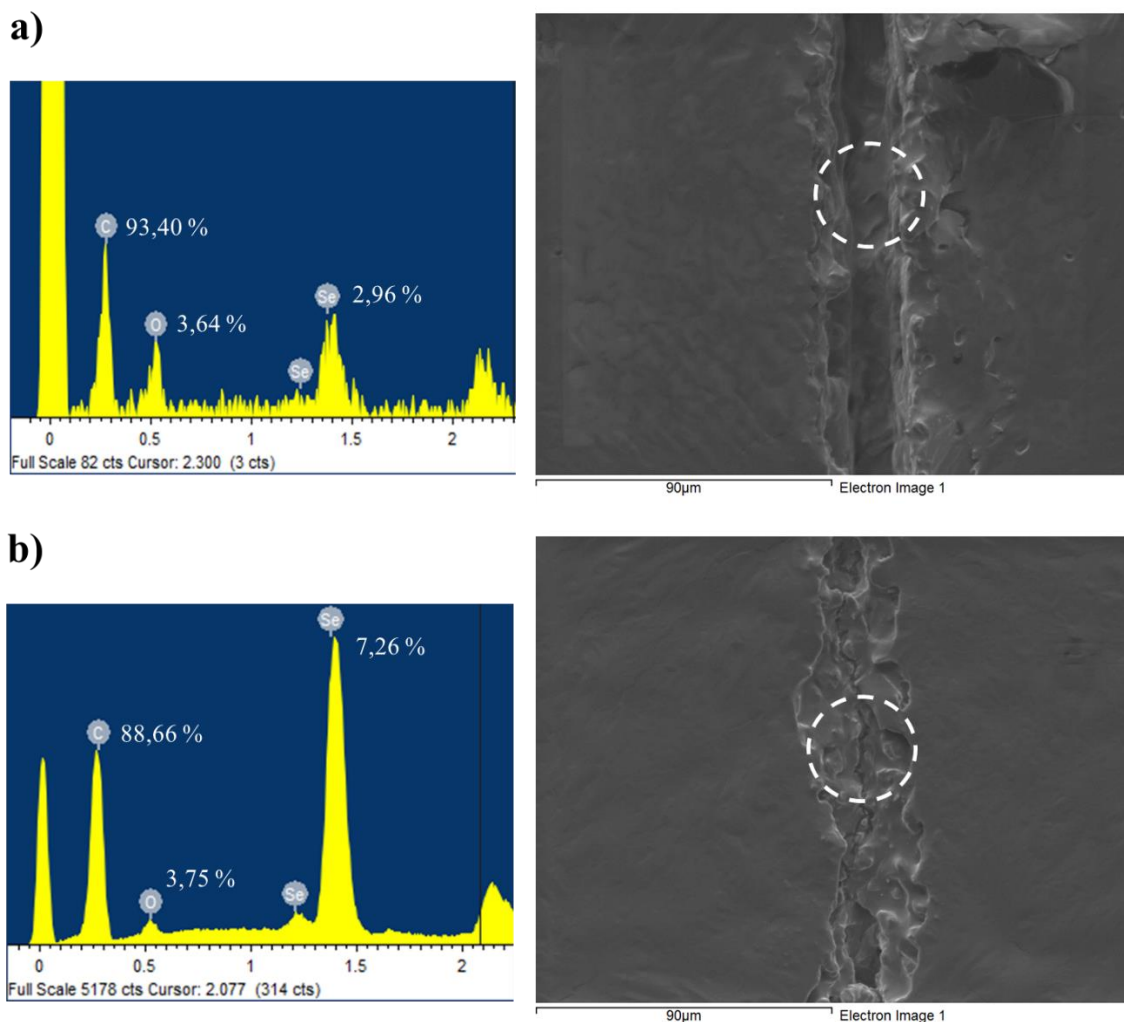 a)
C 93,40 %
Se 2,96 %
O 3,64 %
Se
0 0.5 1 1.5 2
Full Scale 82 cts Cursor: 2.300 (3 cts)
90µm Electron Image 1
b)
Se 7,26 %
C 88,66 %
3,75 %
O Se
0 0.5 1 1.5 2
Full Scale 5178 cts Cursor: 2.077 (314 cts)
90µm Electron Image 1